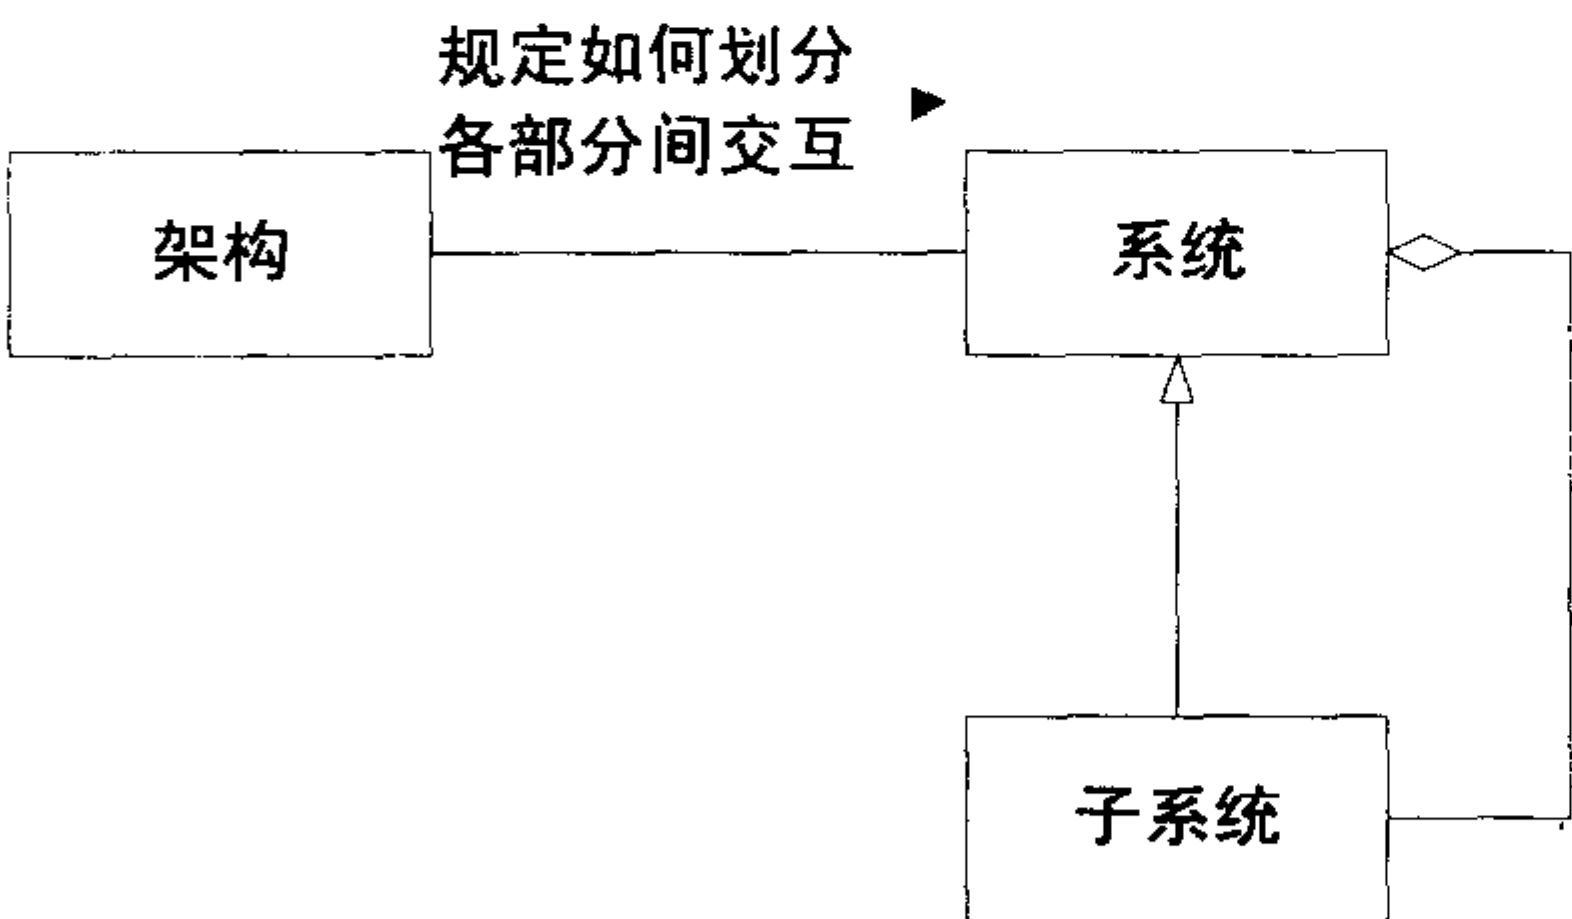 规定如何划分
各部分间交互
架构
系统
子系统